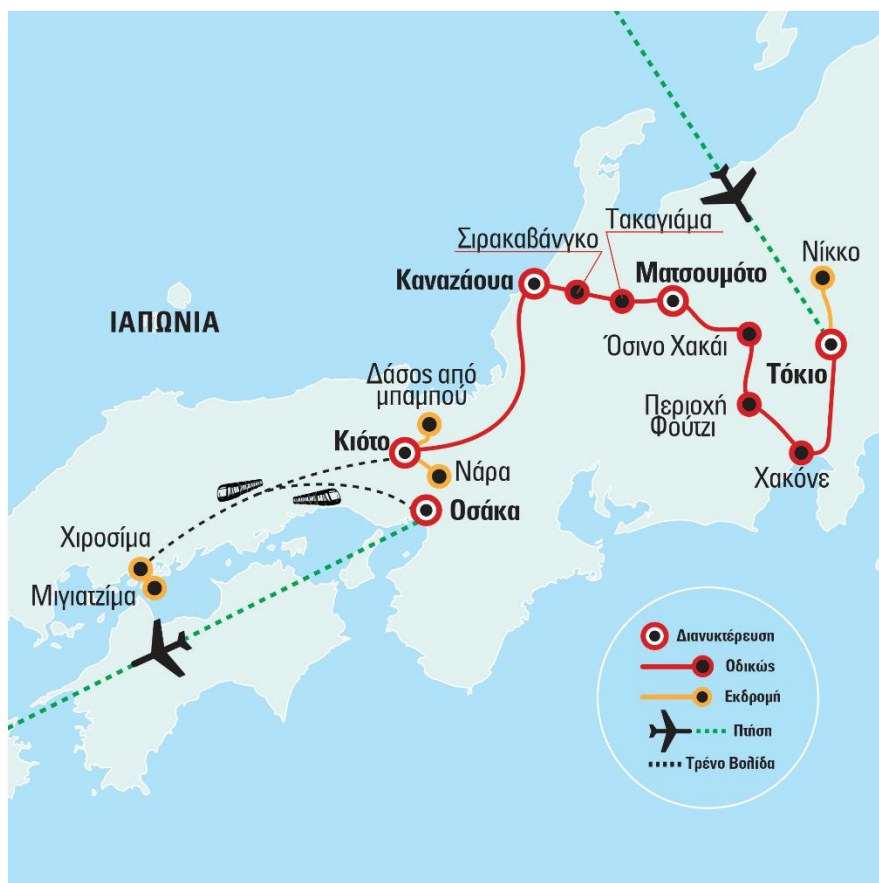 Τακαγιάμα
Σιρακαβάνγκο
Νίκκο
Καναζάουα
Ματσουμότο
ΙΑΠΩΝΙΑ
Όσινο Χακάι
Τόκιο
Δάσος από
μπαμπού
Περιοχή
Φούτζι
Κιότο
Νάρα
Χακόνε
Οσάκα
Χιροσίμα
Μιγιατζίμα
Διανυκτέρευση
Οδικώς
Εκδρομή
Πτήση
Τρένο Βολίδα